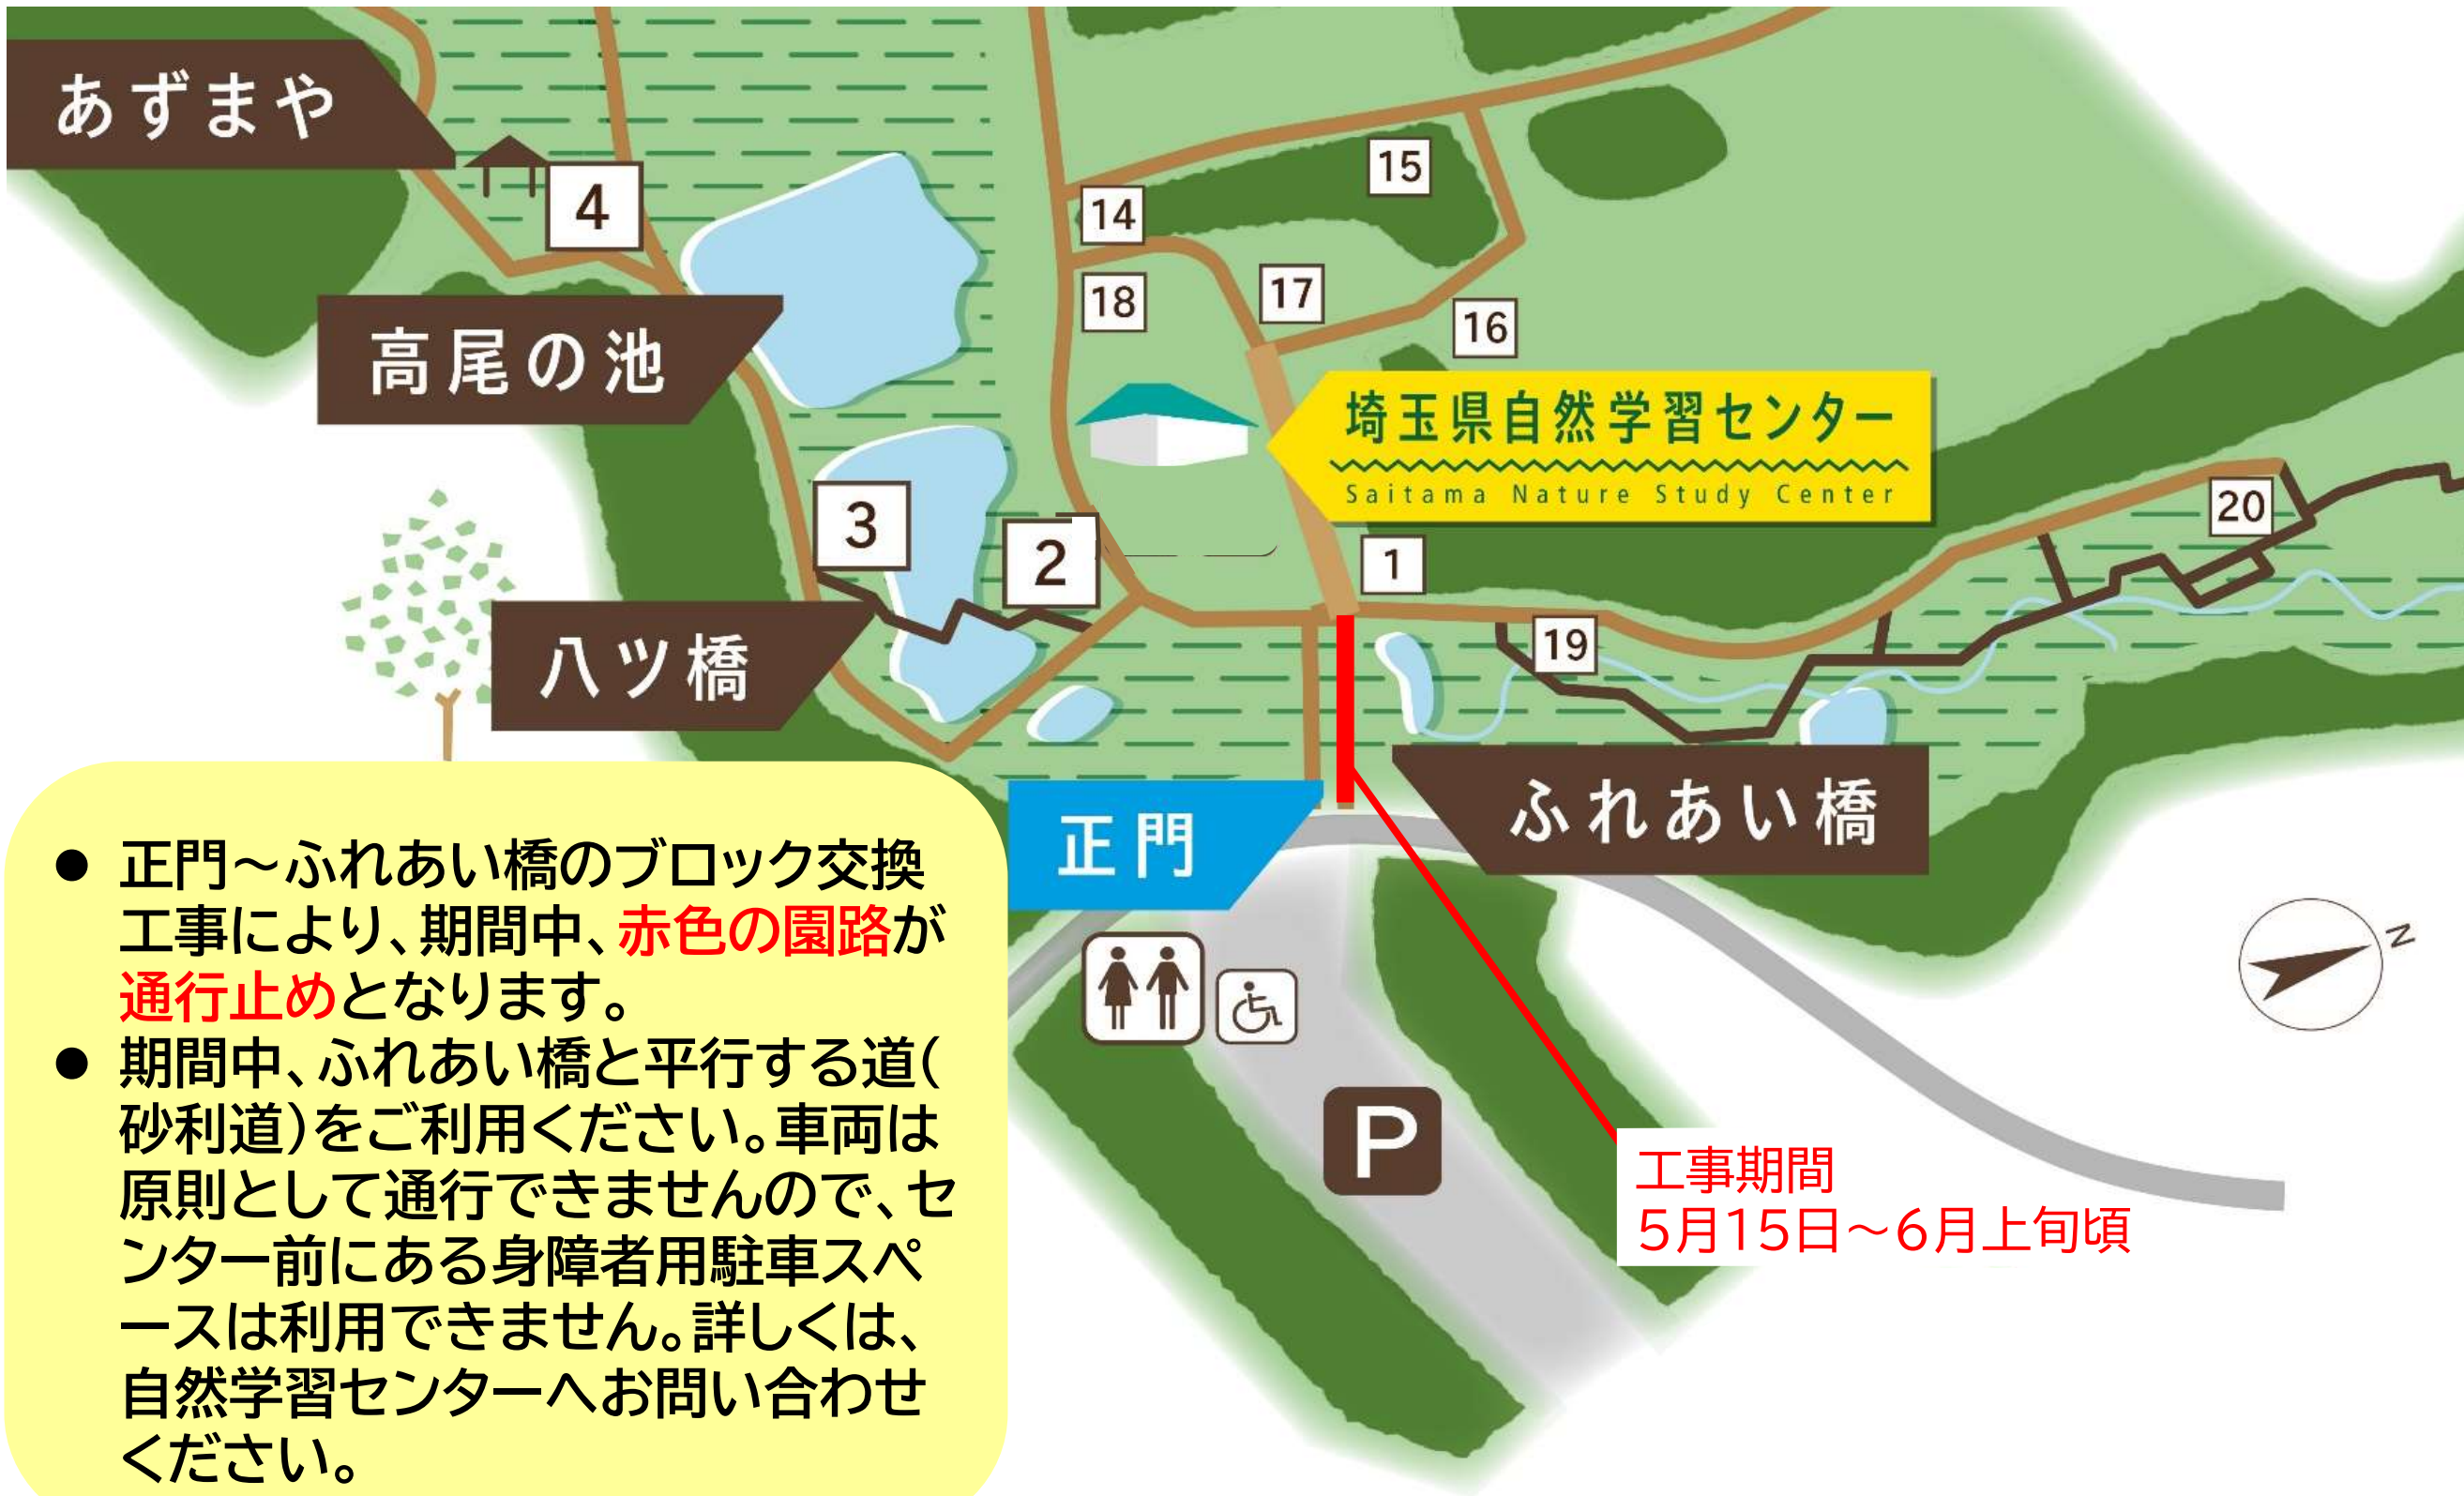 あずまや
4
15
14
18
17
16
高尾の池
埼玉県自然学習センター
Saitama Nature Study Center
3
2
1
20
19
八ツ橋
ふれあい橋
正門
● 正門～ふれあい橋のブロック交換
工事により、期間中、赤色の園路が
通行止めとなります。
● 期間中、ふれあい橋と平行する道(
砂利道)をご利用ください。車両は
原則として通行できませんので、セ
ンター前にある身障者用駐車スペ
ースは利用できません。詳しくは、
自然学習センターへお問い合わせ
ください。
N
P
工事期間
5月15日～6月上旬頃